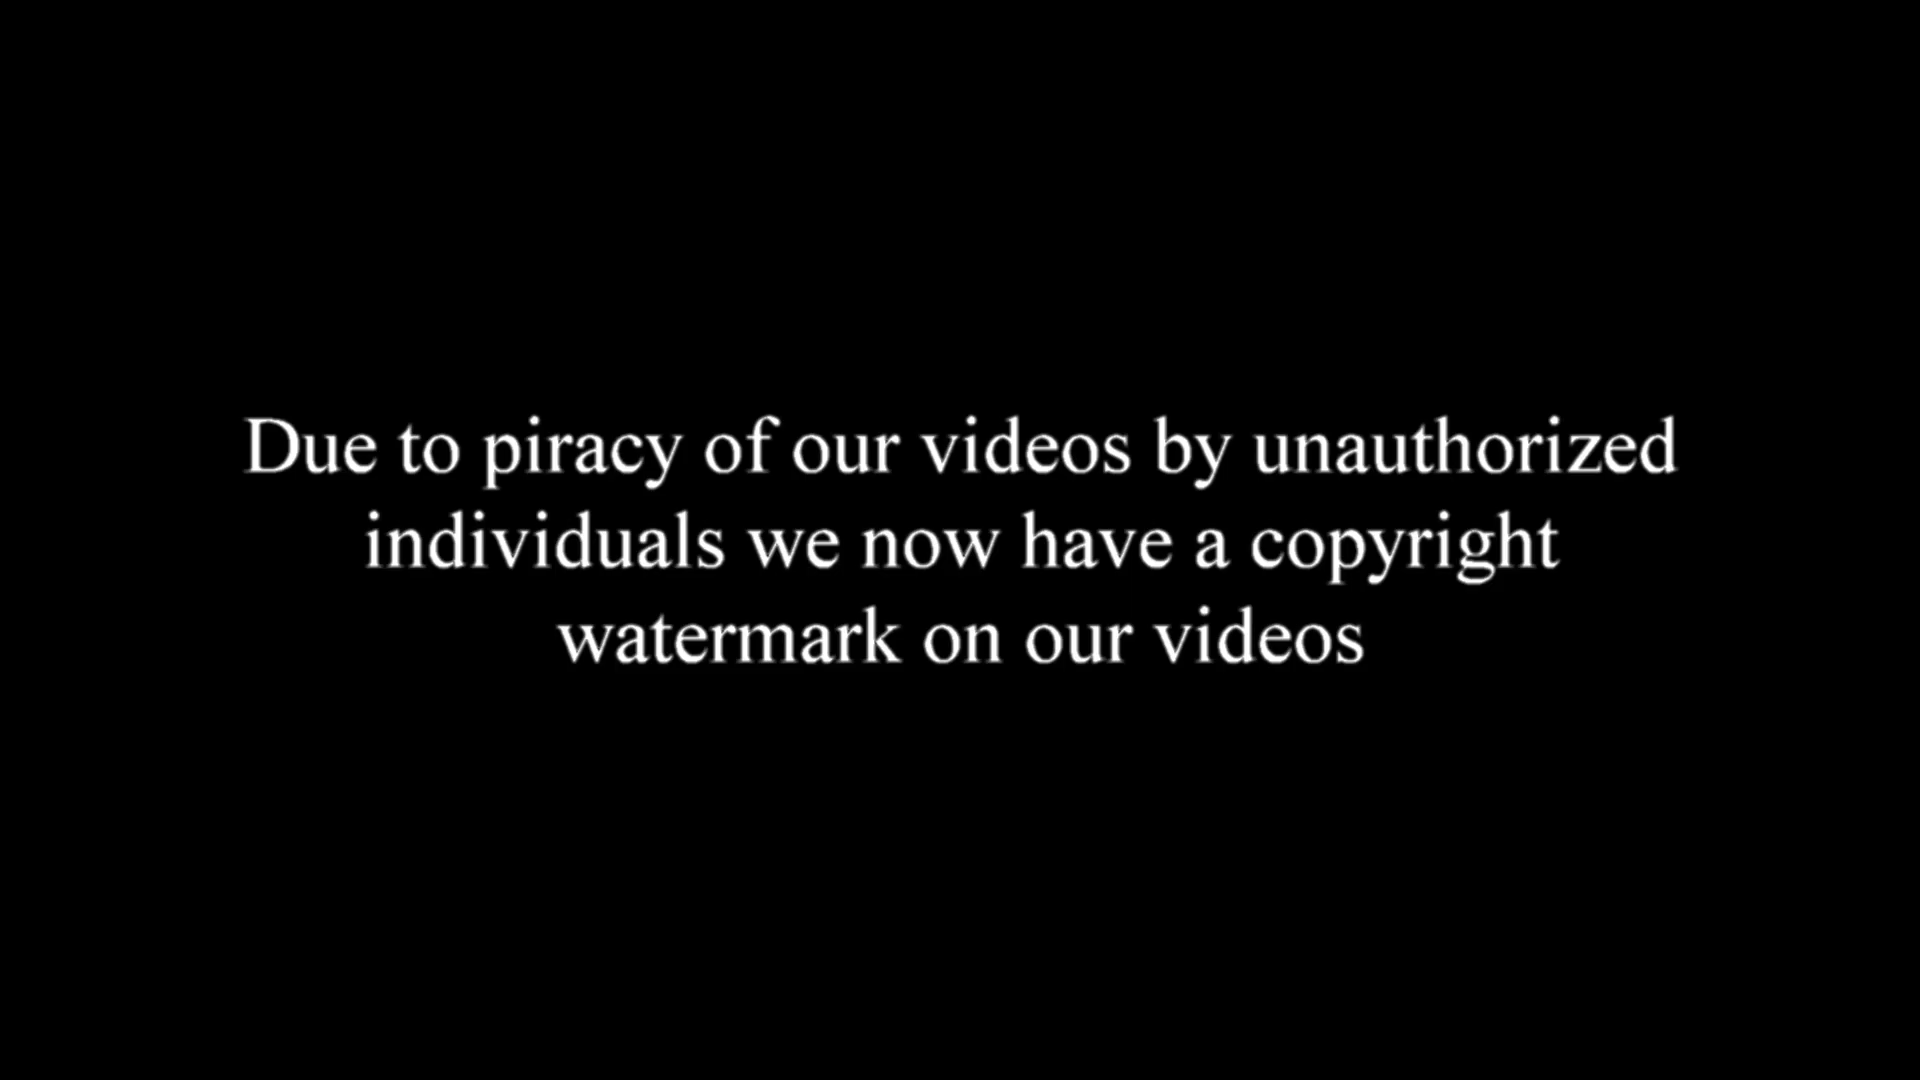 Due to piracy of our videos by unauthorized
individuals we now have a copyright
watermark on our videos